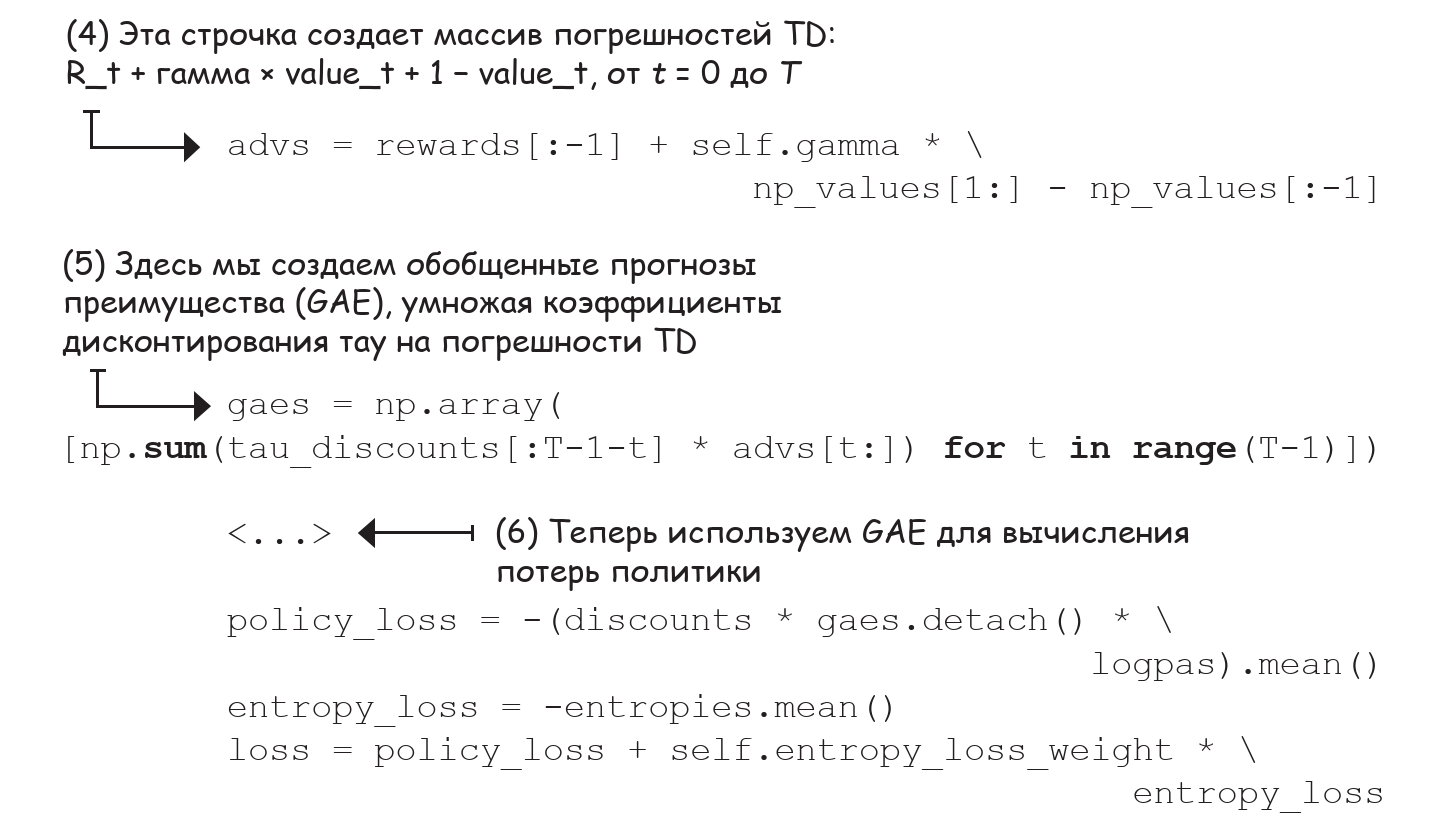 (4) Эта строчка создает массив погрешностей TD:
R_t + гамма × value_t + 1 − value_t, от t = 0 до T
advs = rewards[:-1] + self.gamma * \
np_values[1:] - np_values[:-1]
(5) Здесь мы создаем обобщенные прогнозы
преимущества (GAE), умножая коэффициенты
дисконтирования тау на погрешности TD
gaes = np.array(
[np.sum(tau_discounts[:T-1-t] * advs[t:]) for t in range(T-1)])
<...>
(6) Теперь используем GAE для вычисления
потерь политики
policy_loss = -(discounts * gaes.detach() * \
logpas).mean()
entropy_loss = -entropies.mean()
loss = policy_loss + self.entropy_loss_weight * \
entropy_loss